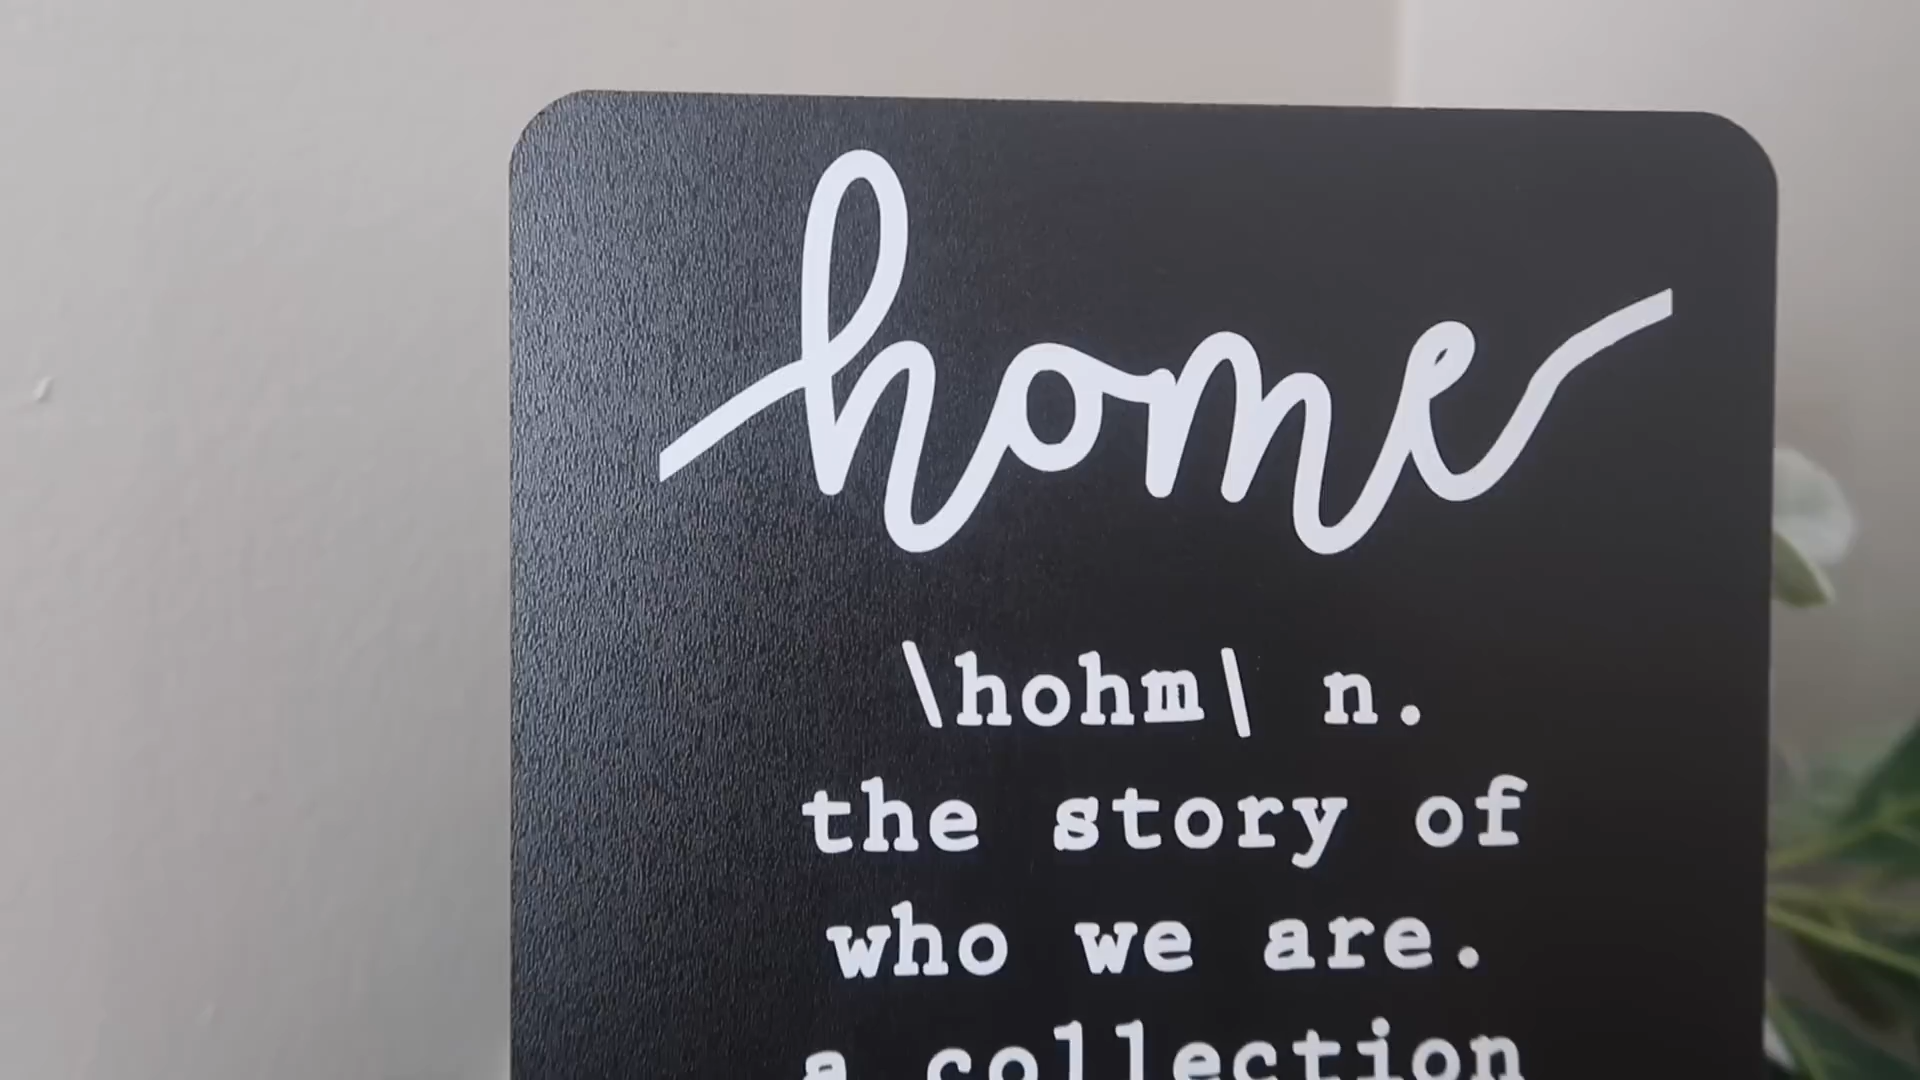 home
\hohm\ n.
the story of
who we are.
a collection